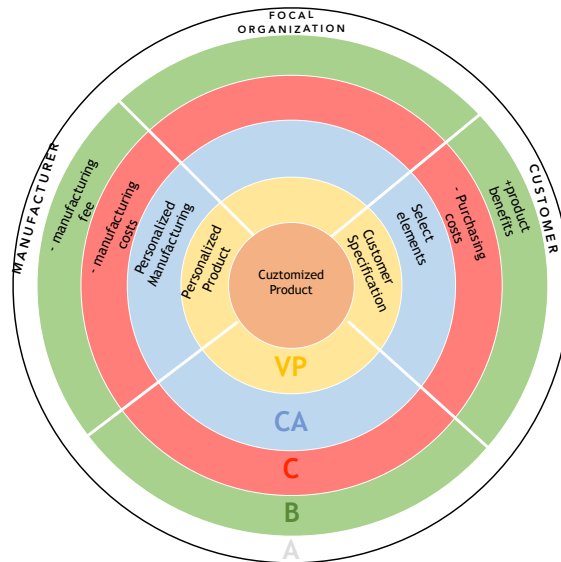 FOCAL
ORGANIZATION
MANUFACTURER
CUSTOMER
- manufacturing
fee
- manufacturing
costs
Personalized
Manufacturing
Personalized
Product
Cuztomized
Product
Customer
Specification
Select
elements
- Purchasing
costs
+product
benefits
VP
CA
C
B
A